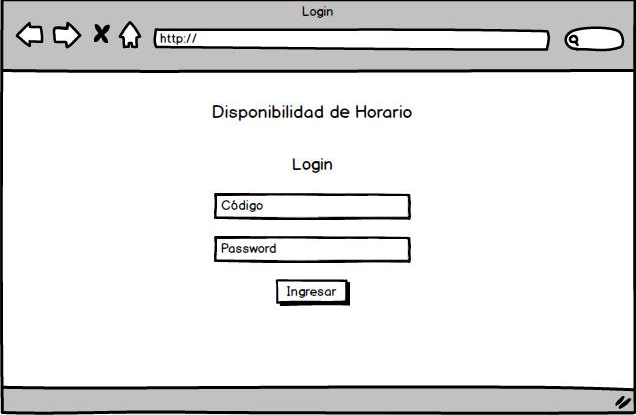 Login
http://
Disponibilidad de Horario
Login
Código
Password
Ingresar